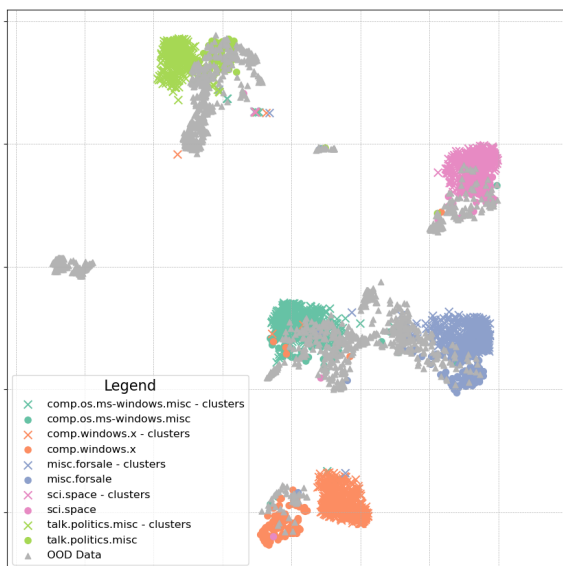 Legend
comp.os.ms-windows.misc - clusters
comp.os.ms-windows.misc
comp.windows.x - clusters
comp.windows.x
misc.forsale - clusters
misc.forsale
sci.space - clusters
sci.space
talk.politics.misc - clusters
talk.politics.misc
OOD Data